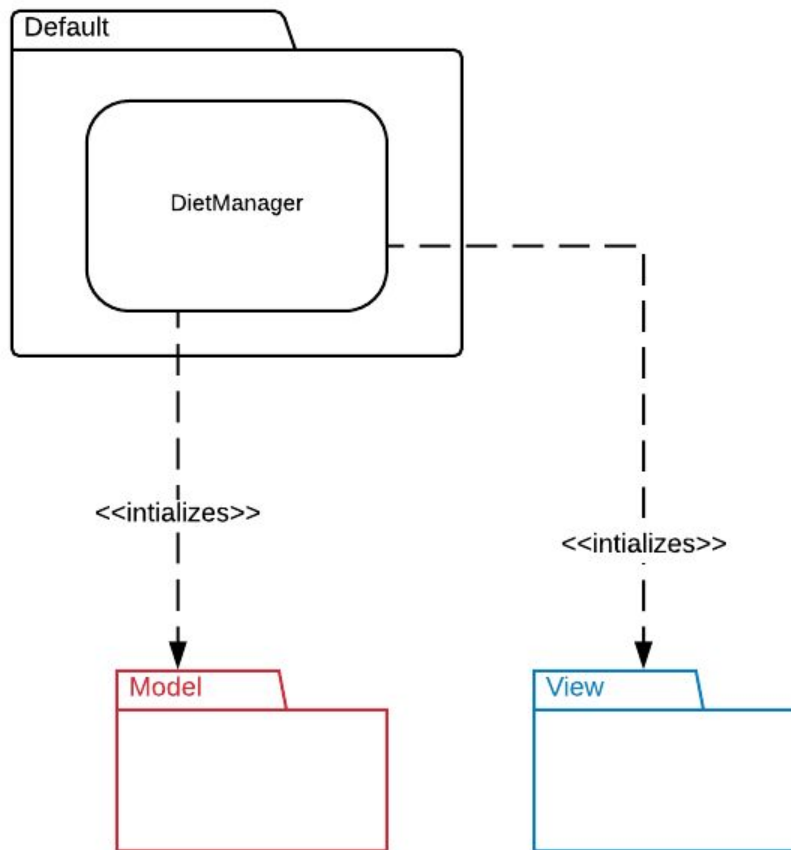 Default
DietManager
<<intializes>>
<<intializes>>
Model
View